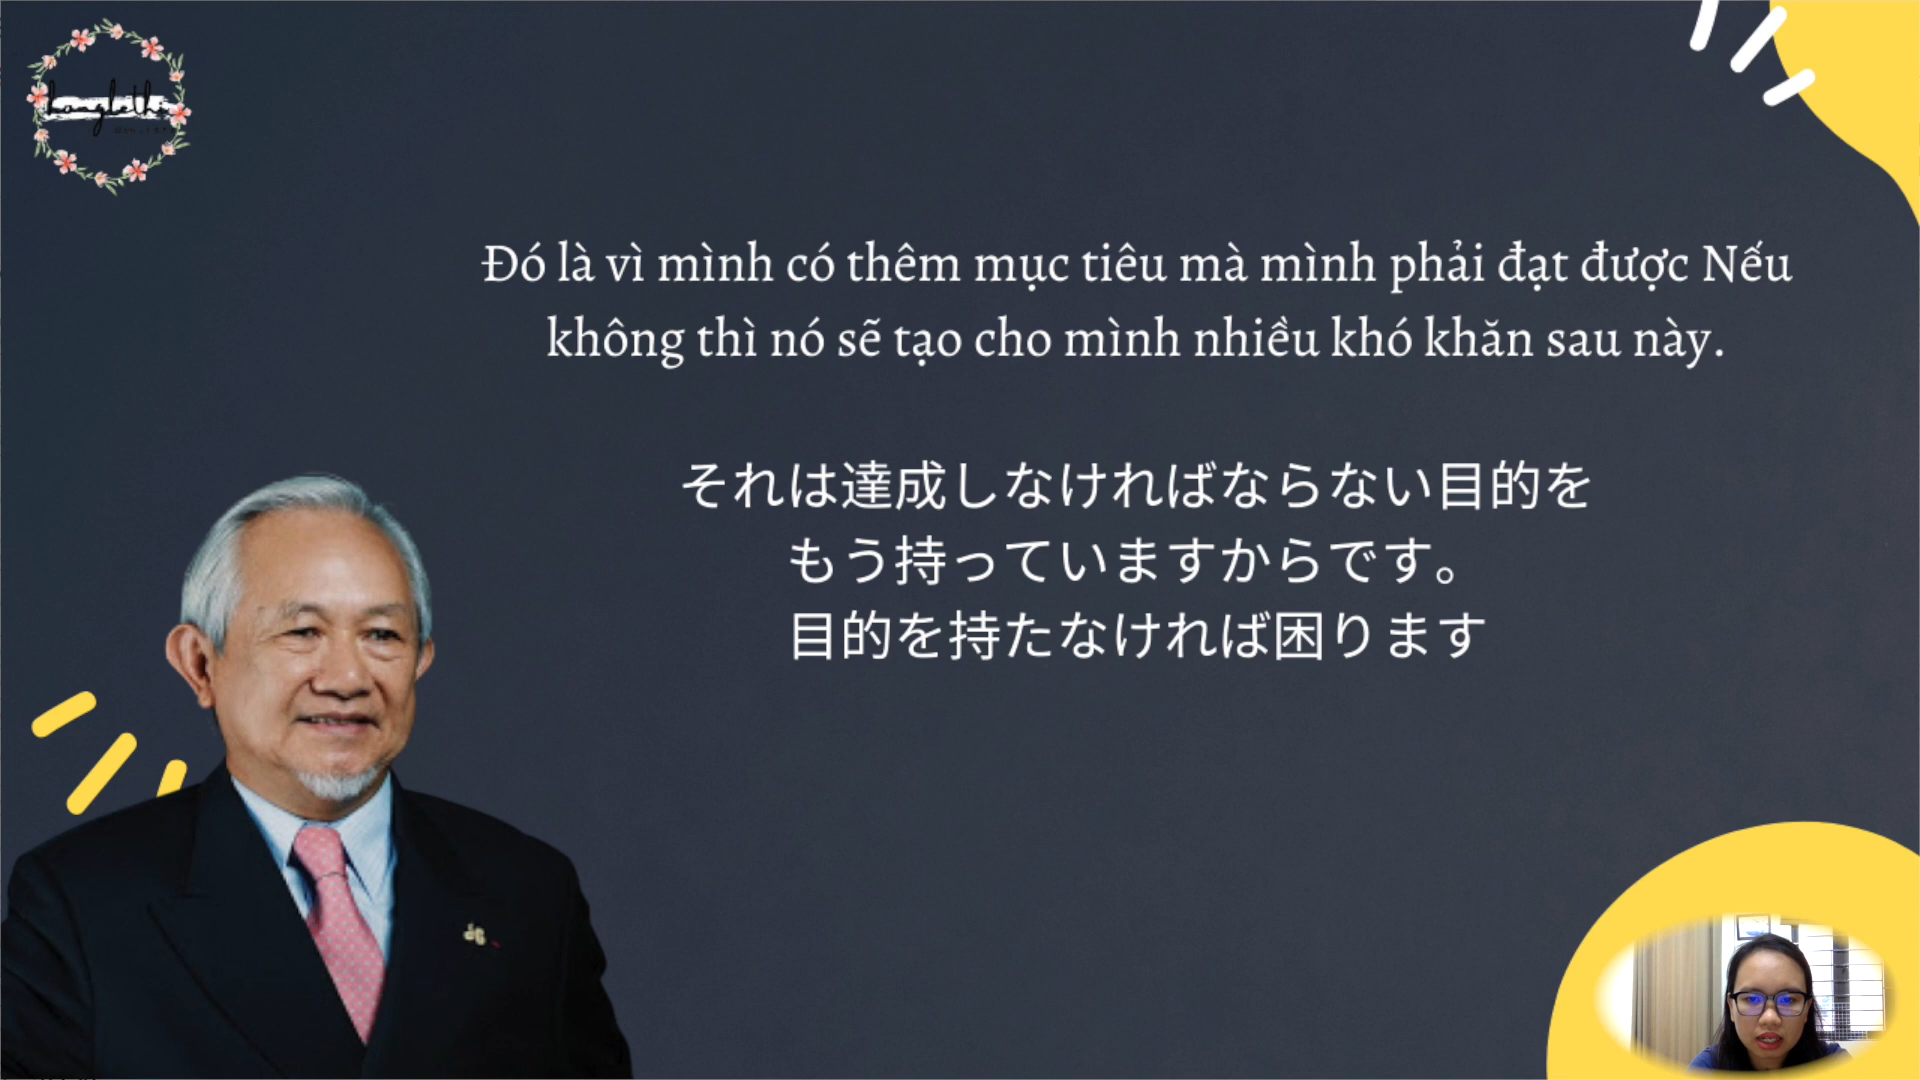 Đó là vì mình có thêm mục tiêu mà mình phải đạt được Nếu
không thì nó sẽ tạo cho mình nhiều khó khăn sau này.
それは達成しなければならない目的を
もう持っていますからです。
目的を持たなければ困ります